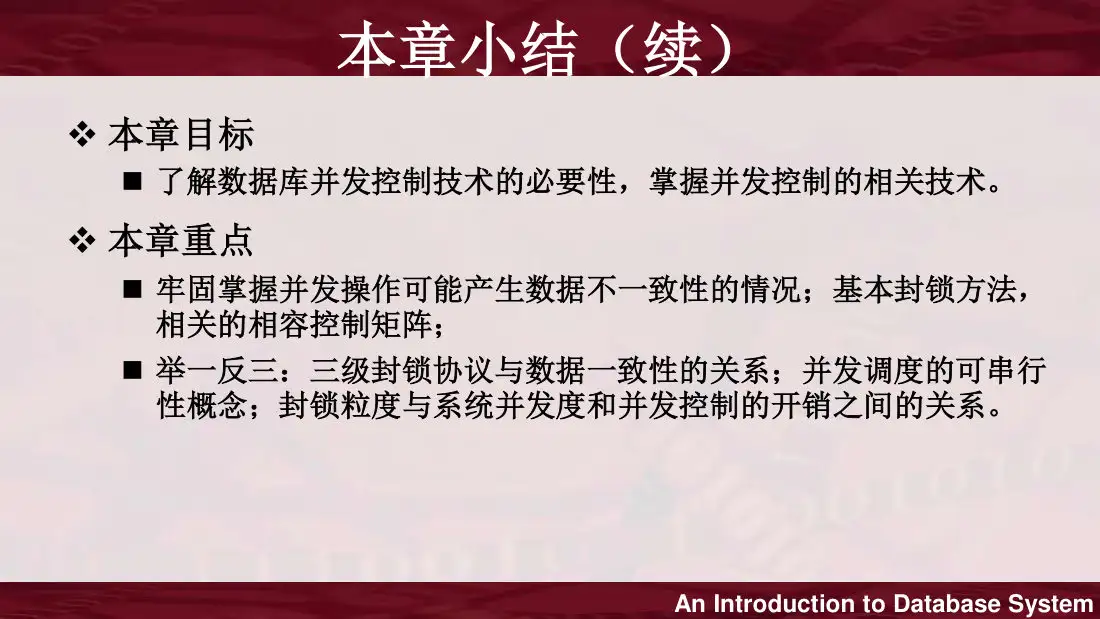 本章小结（续）
❖ 本章目标
■ 了解数据库并发控制技术的必要性，掌握并发控制的相关技术。
❖ 本章重点
■ 牢固掌握并发操作可能产生数据不一致性的情况；基本封锁方法，
相关的相容控制矩阵；
■ 举一反三：三级封锁协议与数据一致性的关系；并发调度的可串行
性概念；封锁粒度与系统并发度和并发控制的开销之间的关系。
An Introduction to Database System